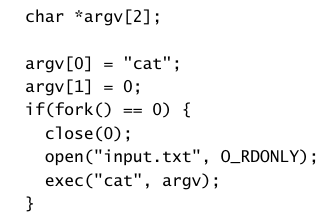 char *argv[2];

argv[0] = "cat";
argv[1] = 0;
if(fork() == 0) {
  close(0);
  open("input.txt", O_RDONLY);
  exec("cat", argv);
}